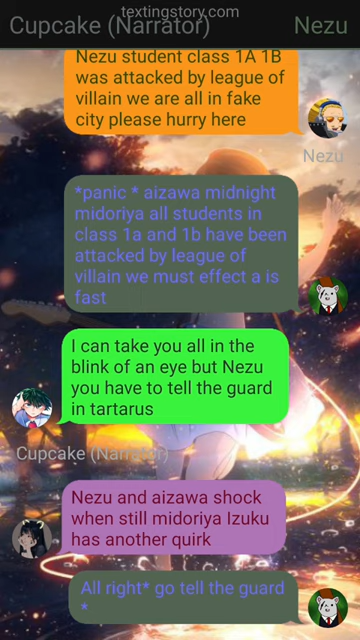 textingstory.com
Cupcake (Narrator)
Nezu
Nezu student class 1A 1B
was attacked by league of
villain we are all in fake
city please hurry here
Nezu
*panic * aizawa midnight
midoriya all students in
class 1a and 1b have been
attacked by league of
villain we must effect a is
fast
I can take you all in the
blink of an eye but Nezu
you have to tell the guard
in tartarus
Cupcake (Narrator)
Nezu and aizawa shock
when still midoriya Izuku
has another quirk
All right* go tell the guard
*